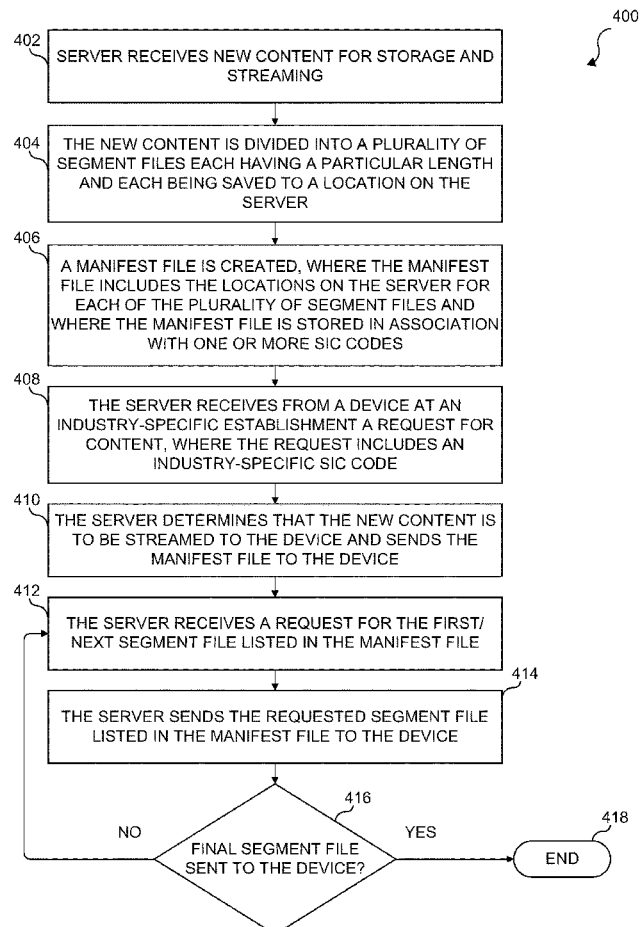 400
402
SERVER RECEIVES NEW CONTENT FOR STORAGE AND
STREAMING
404
THE NEW CONTENT IS DIVIDED INTO A PLURALITY OF
SEGMENT FILES EACH HAVING A PARTICULAR LENGTH
AND EACH BEING SAVED TO A LOCATION ON THE
SERVER
406
A MANIFEST FILE IS CREATED, WHERE THE MANIFEST
FILE INCLUDES THE LOCATIONS ON THE SERVER FOR
EACH OF THE PLURALITY OF SEGMENT FILES AND
WHERE THE MANIFEST FILE IS STORED IN ASSOCIATION
WITH ONE OR MORE SIC CODES
408
THE SERVER RECEIVES FROM A DEVICE AT AN
INDUSTRY-SPECIFIC ESTABLISHMENT A REQUEST FOR
CONTENT, WHERE THE REQUEST INCLUDES AN
INDUSTRY-SPECIFIC SIC CODE
410
THE SERVER DETERMINES THAT THE NEW CONTENT IS
TO BE STREAMED TO THE DEVICE AND SENDS THE
MANIFEST FILE TO THE DEVICE
412
THE SERVER RECEIVES A REQUEST FOR THE FIRST/
NEXT SEGMENT FILE LISTED IN THE MANIFEST FILE
414
THE SERVER SENDS THE REQUESTED SEGMENT FILE
LISTED IN THE MANIFEST FILE TO THE DEVICE
416
NO
YES
FINAL SEGMENT FILE
SENT TO THE DEVICE?
418
END